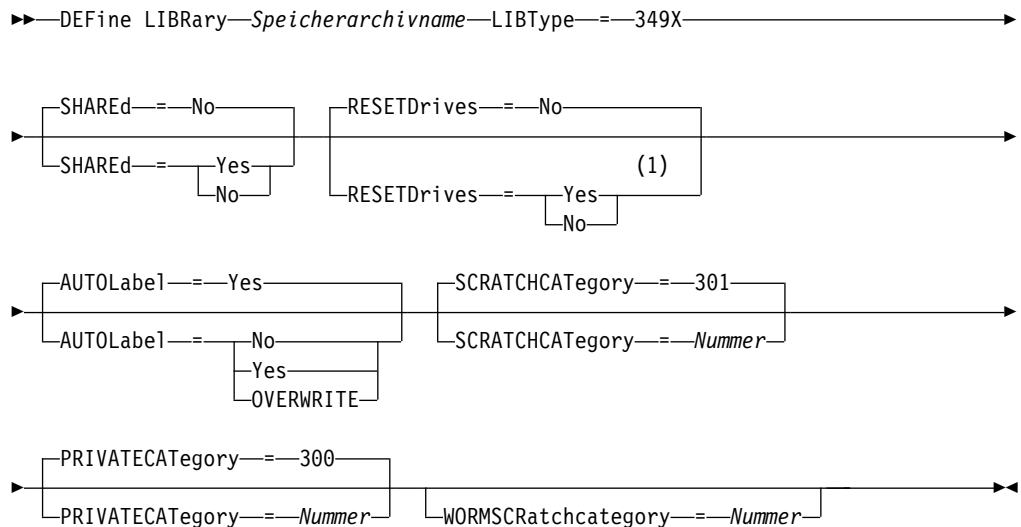 DEFine LIBRary Speicherarchivname LIBType = 349X
SHAREd = No RESETDrives = No
SHAREd = Yes RESETDrives = Yes (1)
No No
AUTOLabel = Yes SCRATCHCATegory = 301
AUTOLabel = No SCRATCHCATegory = Nummer
Yes
OVERWRITE
PRIVATECATegory = 300
PRIVATECATegory = Nummer WORMSCRatchcategory = Nummer